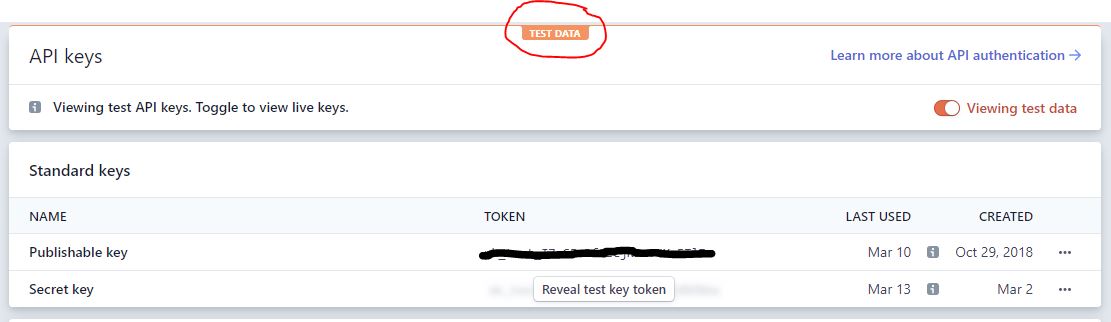 TEST DATA
API keys
Learn more about API authentication →
Viewing test API keys. Toggle to view live keys.
Viewing test data
Standard keys
NAME TOKEN LAST USED CREATED
Publishable key Mar 10 Oct 29, 2018 •••
Secret key Reveal test key token Mar 13 Mar 2 •••